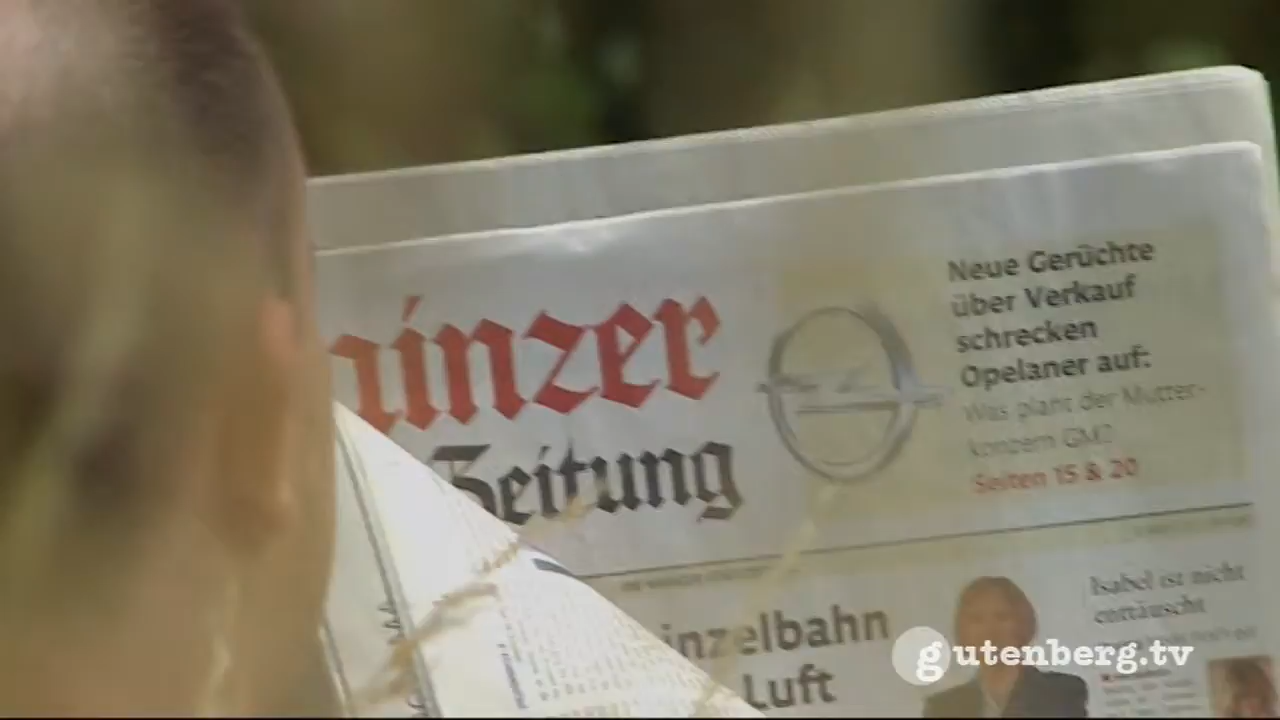 ainzer
Zeitung
Neue Gerüchte
über Verkauf
schrecken
Opelaner auf:
Was plant der Mutter-
konzern GM?
Seiten 15 & 20
inzelbahn
Luft
Isabel ist nicht
enttäuscht
gutenberg.tv